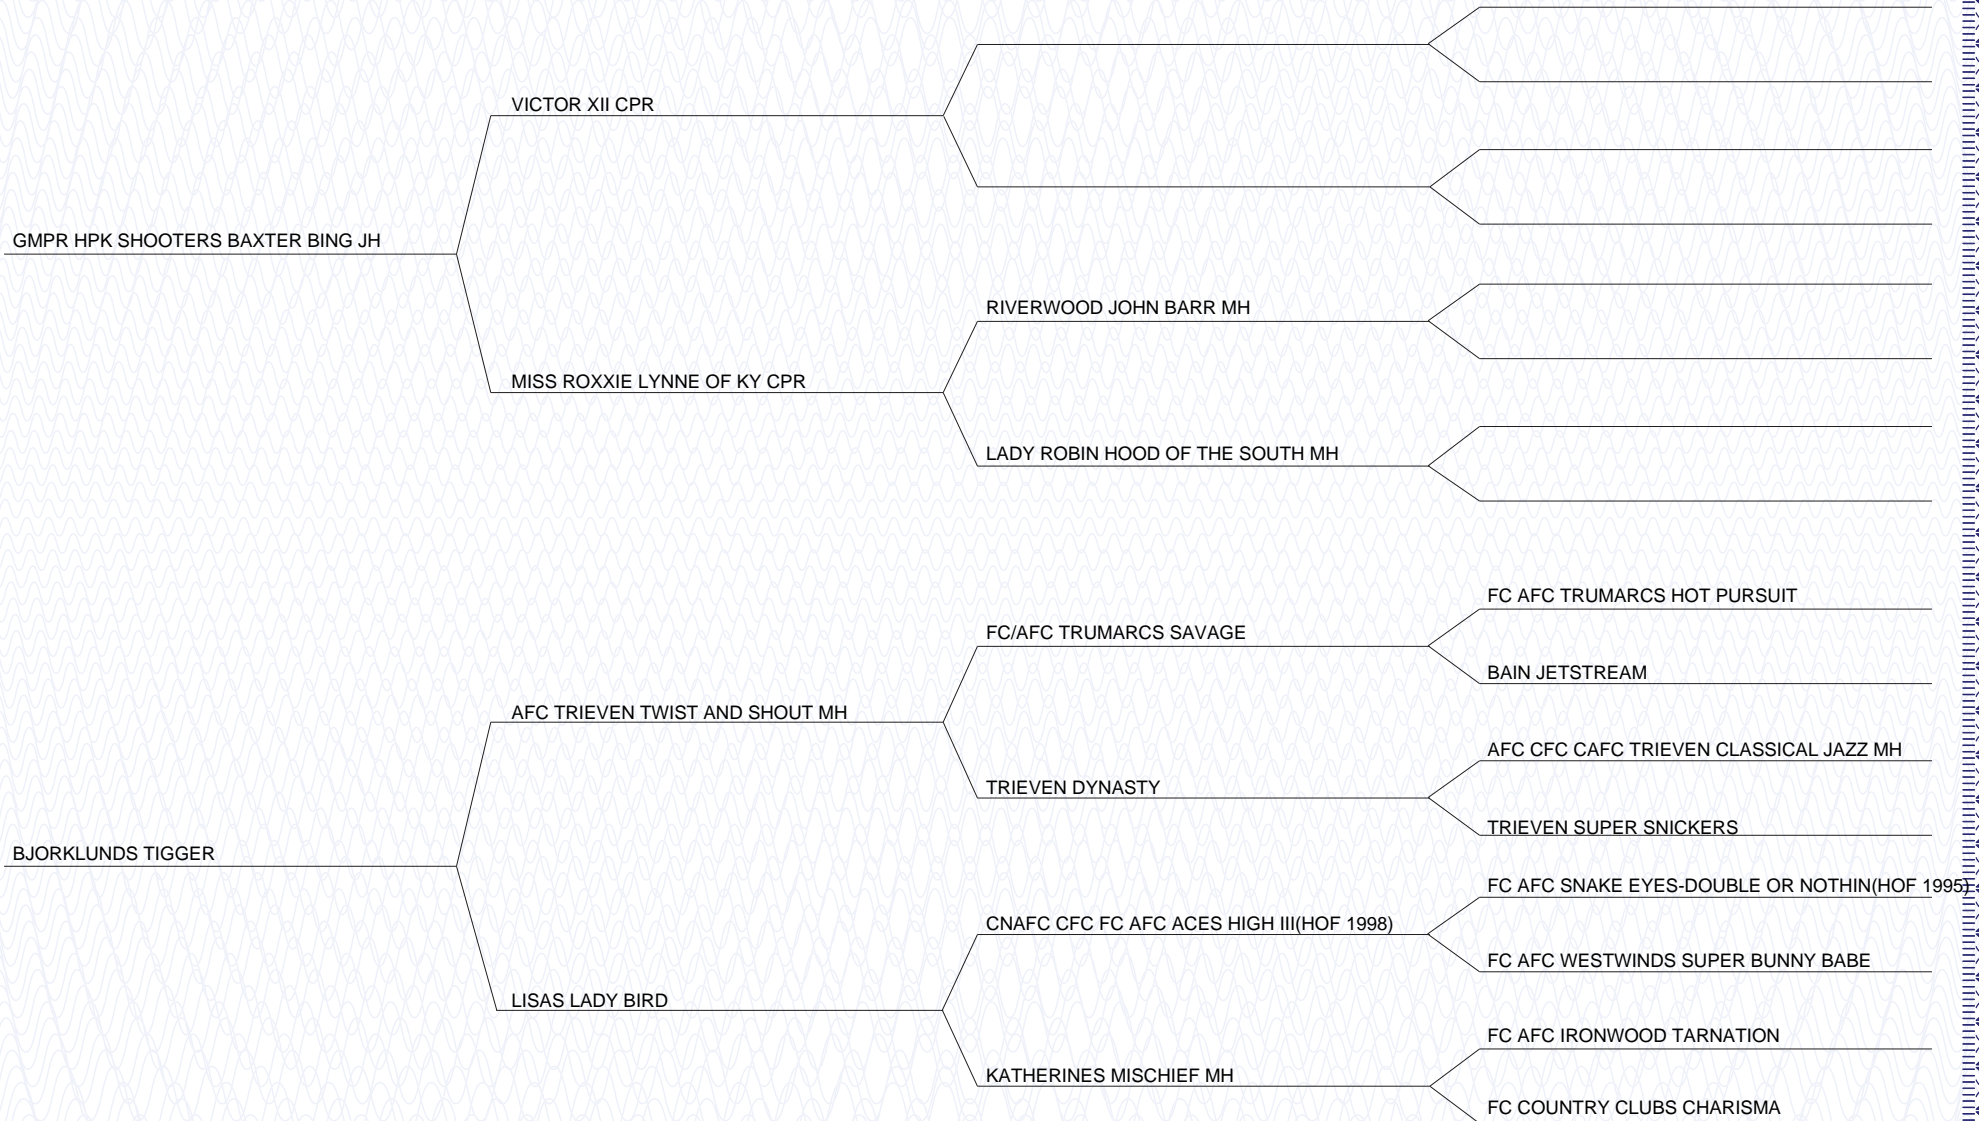 VICTOR XII CPR
GMPR HPK SHOOTERS BAXTER BING JH
RIVERWOOD JOHN BARR MH
MISS ROXXIE LYNNE OF KY CPR
LADY ROBIN HOOD OF THE SOUTH MH
FC AFC TRUMARCS HOT PURSUIT
FC/AFC TRUMARCS SAVAGE
BAIN JETSTREAM
AFC TRIEVEN TWIST AND SHOUT MH
AFC CFC CAFC TRIEVEN CLASSICAL JAZZ MH
TRIEVEN DYNASTY
TRIEVEN SUPER SNICKERS
BJORKLUNDS TIGGER
FC AFC SNAKE EYES-DOUBLE OR NOTHIN(HOF 1995)
CNAFC CFC FC AFC ACES HIGH III(HOF 1998)
FC AFC WESTWINDS SUPER BUNNY BABE
LISAS LADY BIRD
FC AFC IRONWOOD TARNATION
KATHERINES MISCHIEF MH
FC COUNTRY CLUBS CHARISMA